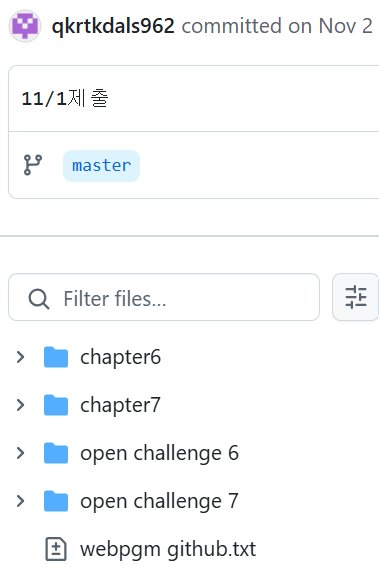 qkrtkdals962 committed on Nov 2
11/1제 출
master
Filter files...
chapter6
chapter7
open challenge 6
open challenge 7
webpgm github.txt